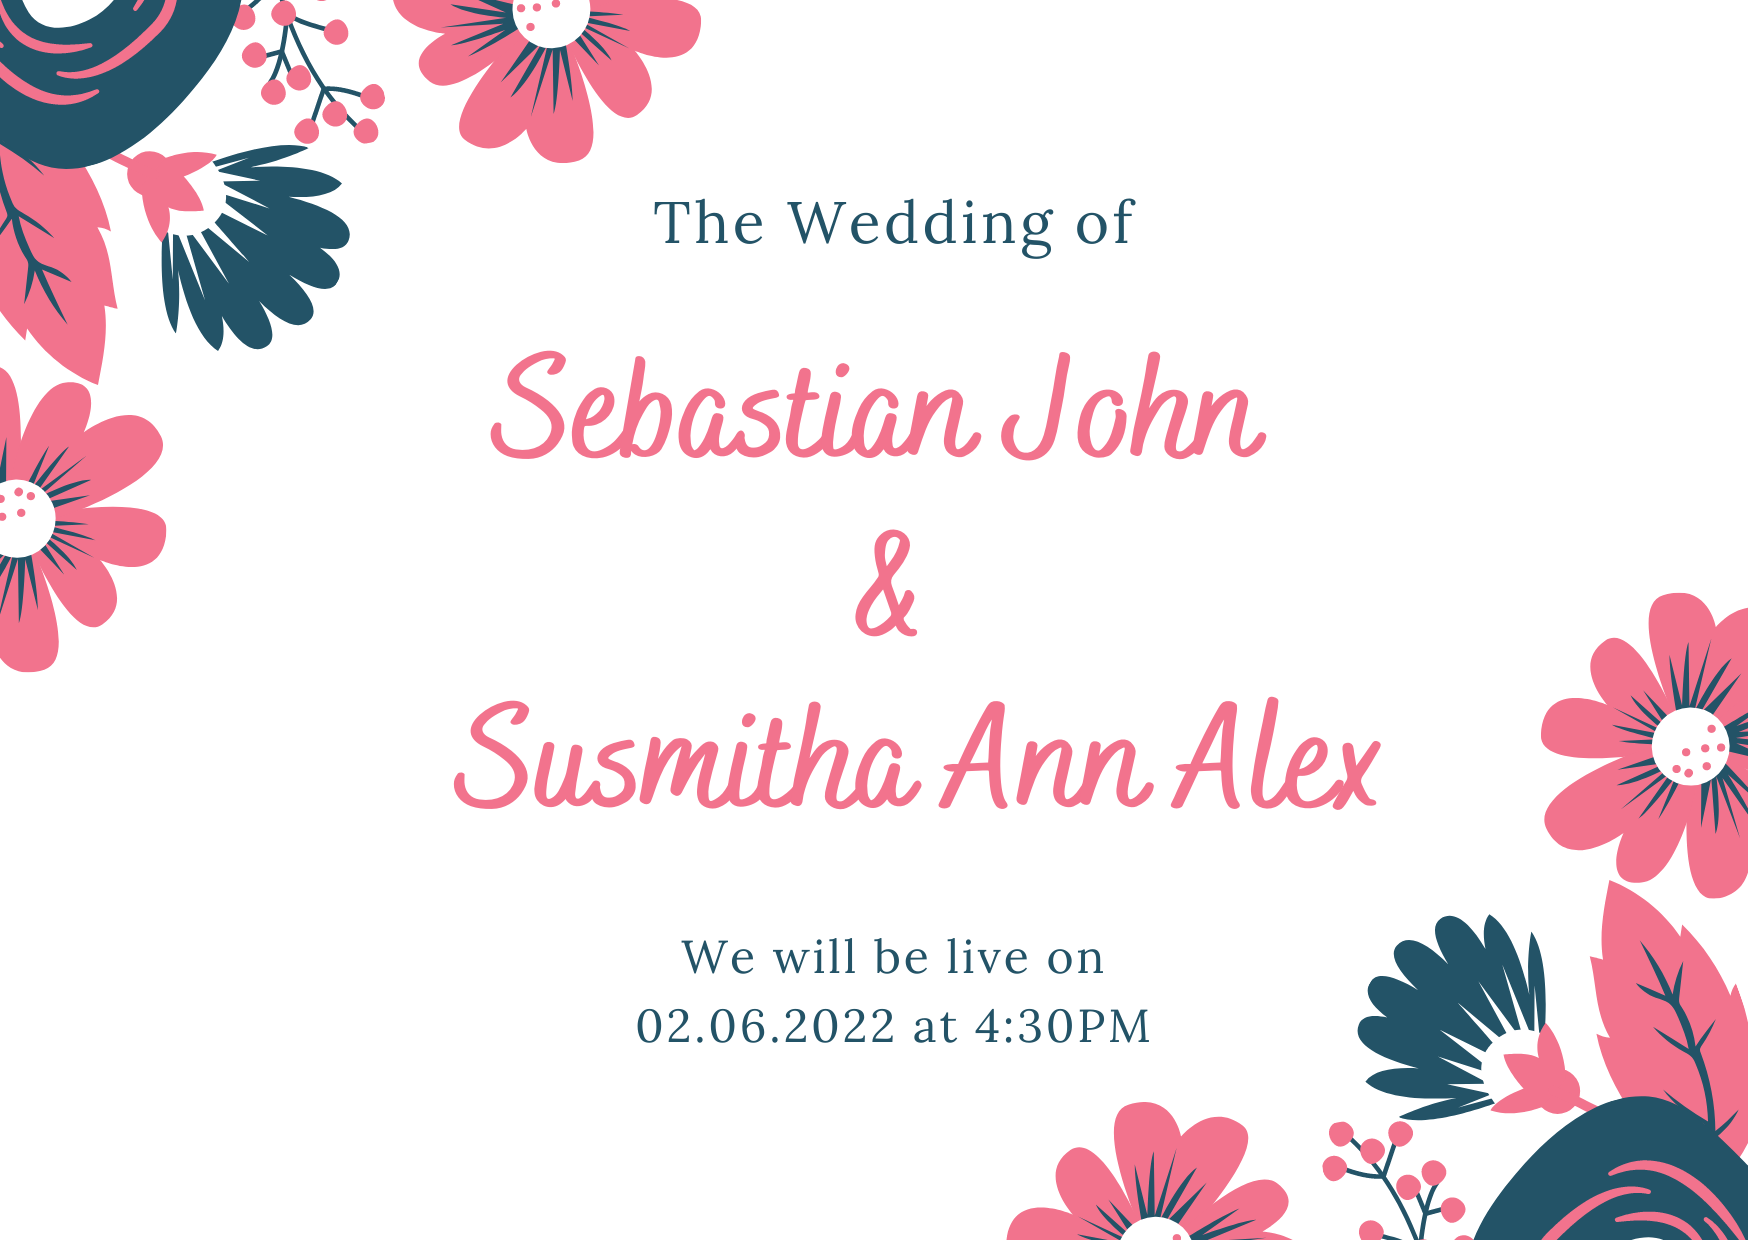 The Wedding of
Sebastian John
&
Susmitha Ann Alex
We will be live on
02.06.2022 at 4:30PM